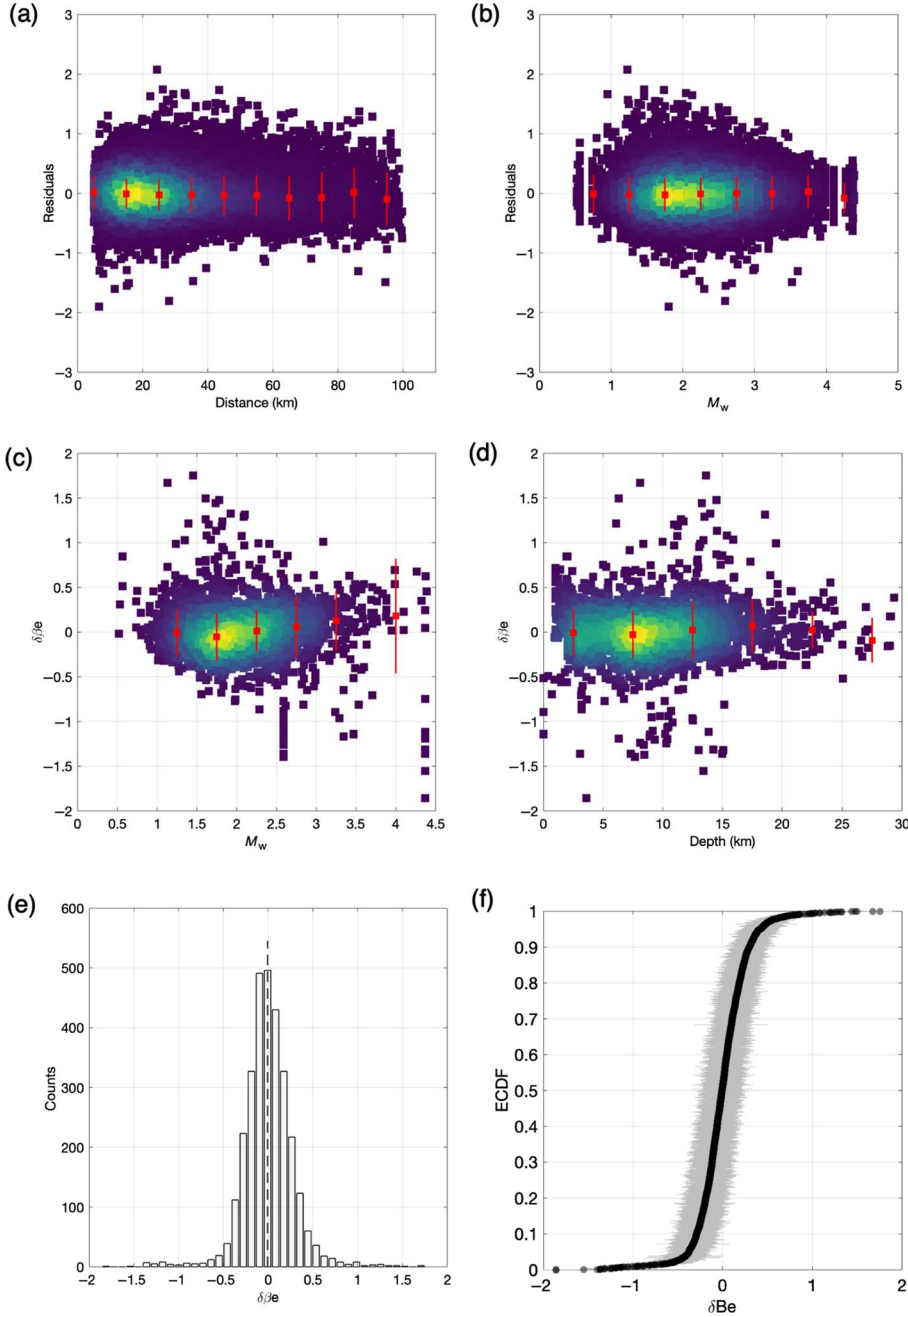 (a)
3
2
1
0
−1
−2
−3
Residuals
0 20 40 60 80 100
Distance (km)
(b)
3
2
1
0
−1
−2
−3
Residuals
0 1 2 3 4 5
Mw
(c)
2
1.5
1
0.5
0
−0.5
−1
−1.5
−2
δβe
0 0.5 1 1.5 2 2.5 3 3.5 4 4.5
Mw
(d)
2
1.5
1
0.5
0
−0.5
−1
−1.5
−2
δβe
0 5 10 15 20 25 30
Depth (km)
(e)
600
500
400
300
200
100
0
Counts
−2 −1.5 −1 −0.5 0 0.5 1 1.5 2
δβe
(f)
1
0.9
0.8
0.7
0.6
0.5
0.4
0.3
0.2
0.1
0
ECDF
−2 −1 0 1 2
δBe